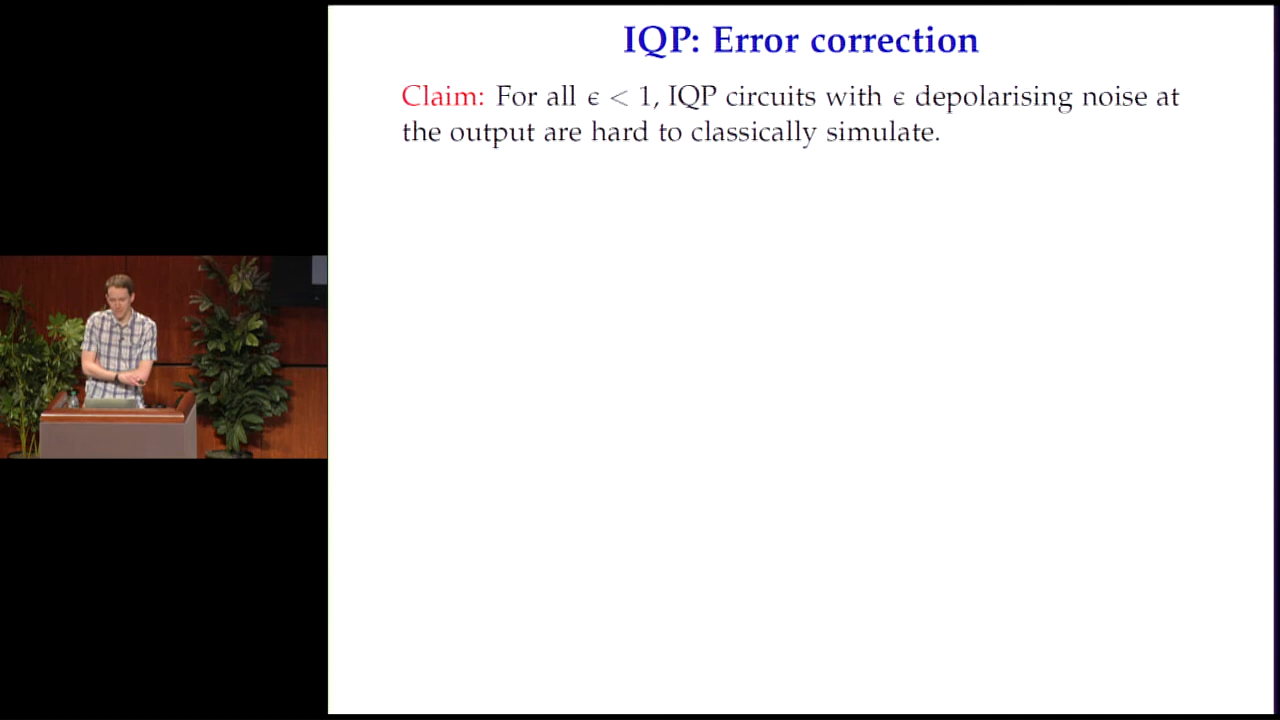 IQP: Error correction
Claim: For all ϵ < 1, IQP circuits with ϵ depolarising noise at
the output are hard to classically simulate.